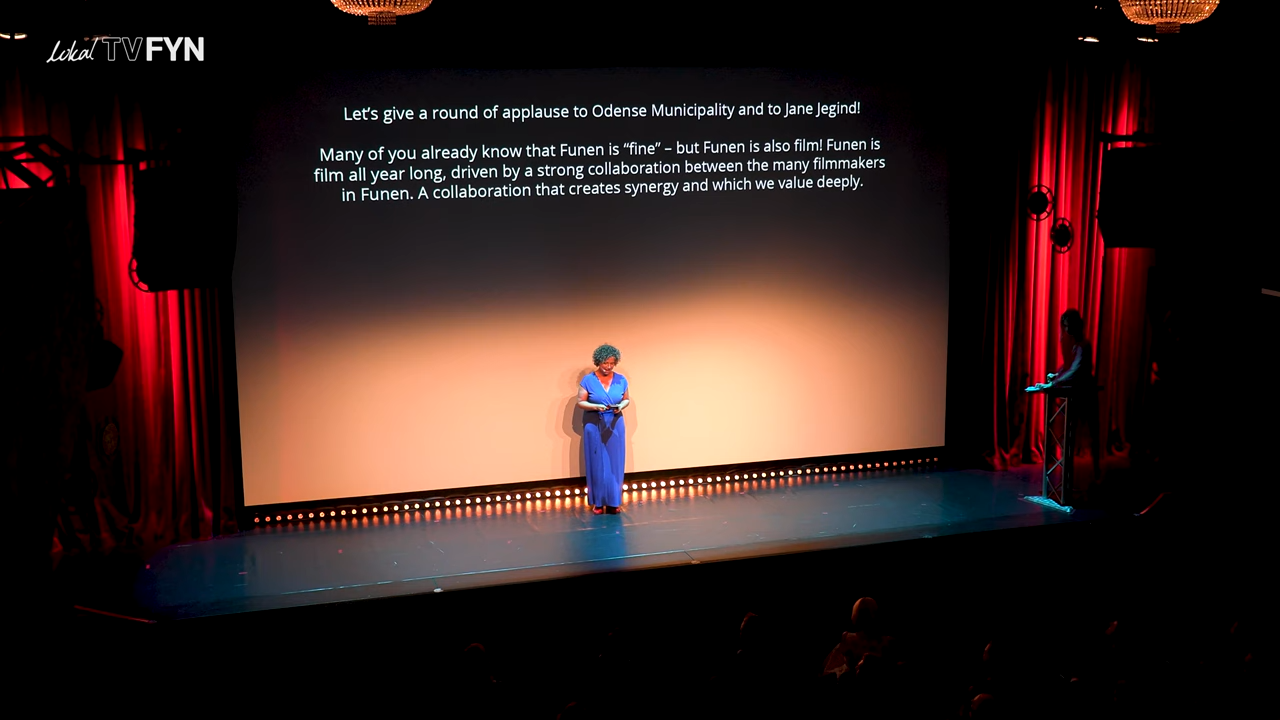 Lokal TV FYN
Let's give a round of applause to Odense Municipality and to Jane Jegind!
Many of you already know that Funen is “fine” – but Funen is also film! Funen is
film all year long, driven by a strong collaboration between the many filmmakers
in Funen. A collaboration that creates synergy and which we value deeply.